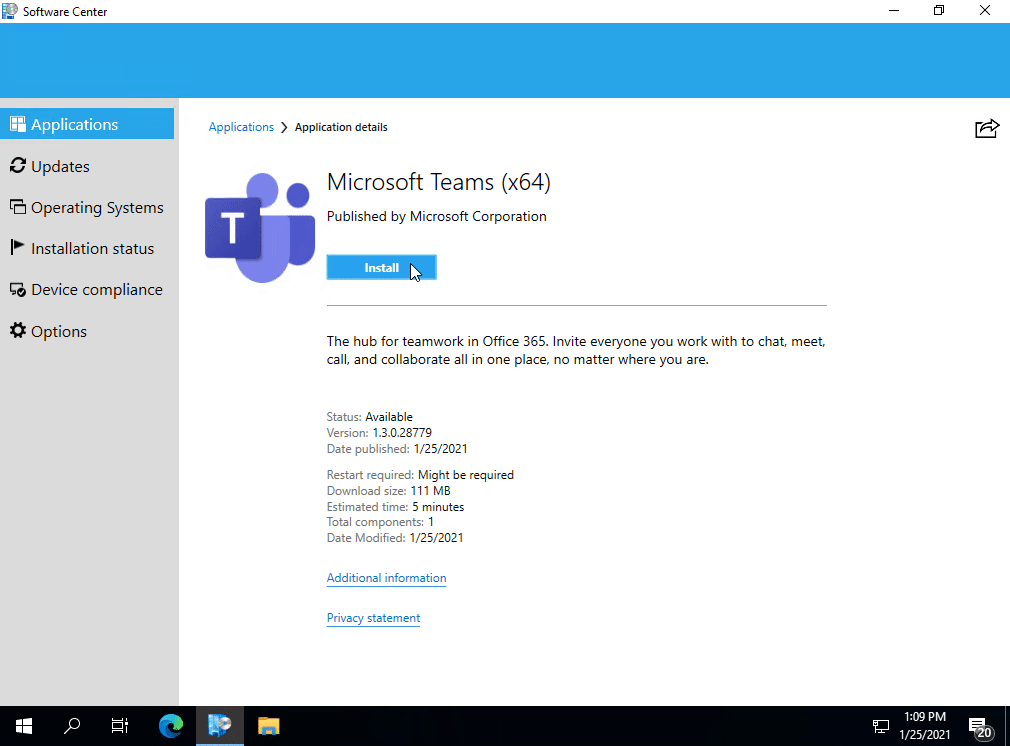 Software Center
Applications
Updates
Operating Systems
Installation status
Device compliance
Options
Applications > Application details
T
Microsoft Teams (x64)
Published by Microsoft Corporation
Install
The hub for teamwork in Office 365. Invite everyone you work with to chat, meet,
call, and collaborate all in one place, no matter where you are.
Status: Available
Version: 1.3.0.28779
Date published: 1/25/2021
Restart required: Might be required
Download size: 111 MB
Estimated time: 5 minutes
Total components: 1
Date Modified: 1/25/2021
Additional information
Privacy statement
1:09 PM
1/25/2021
20